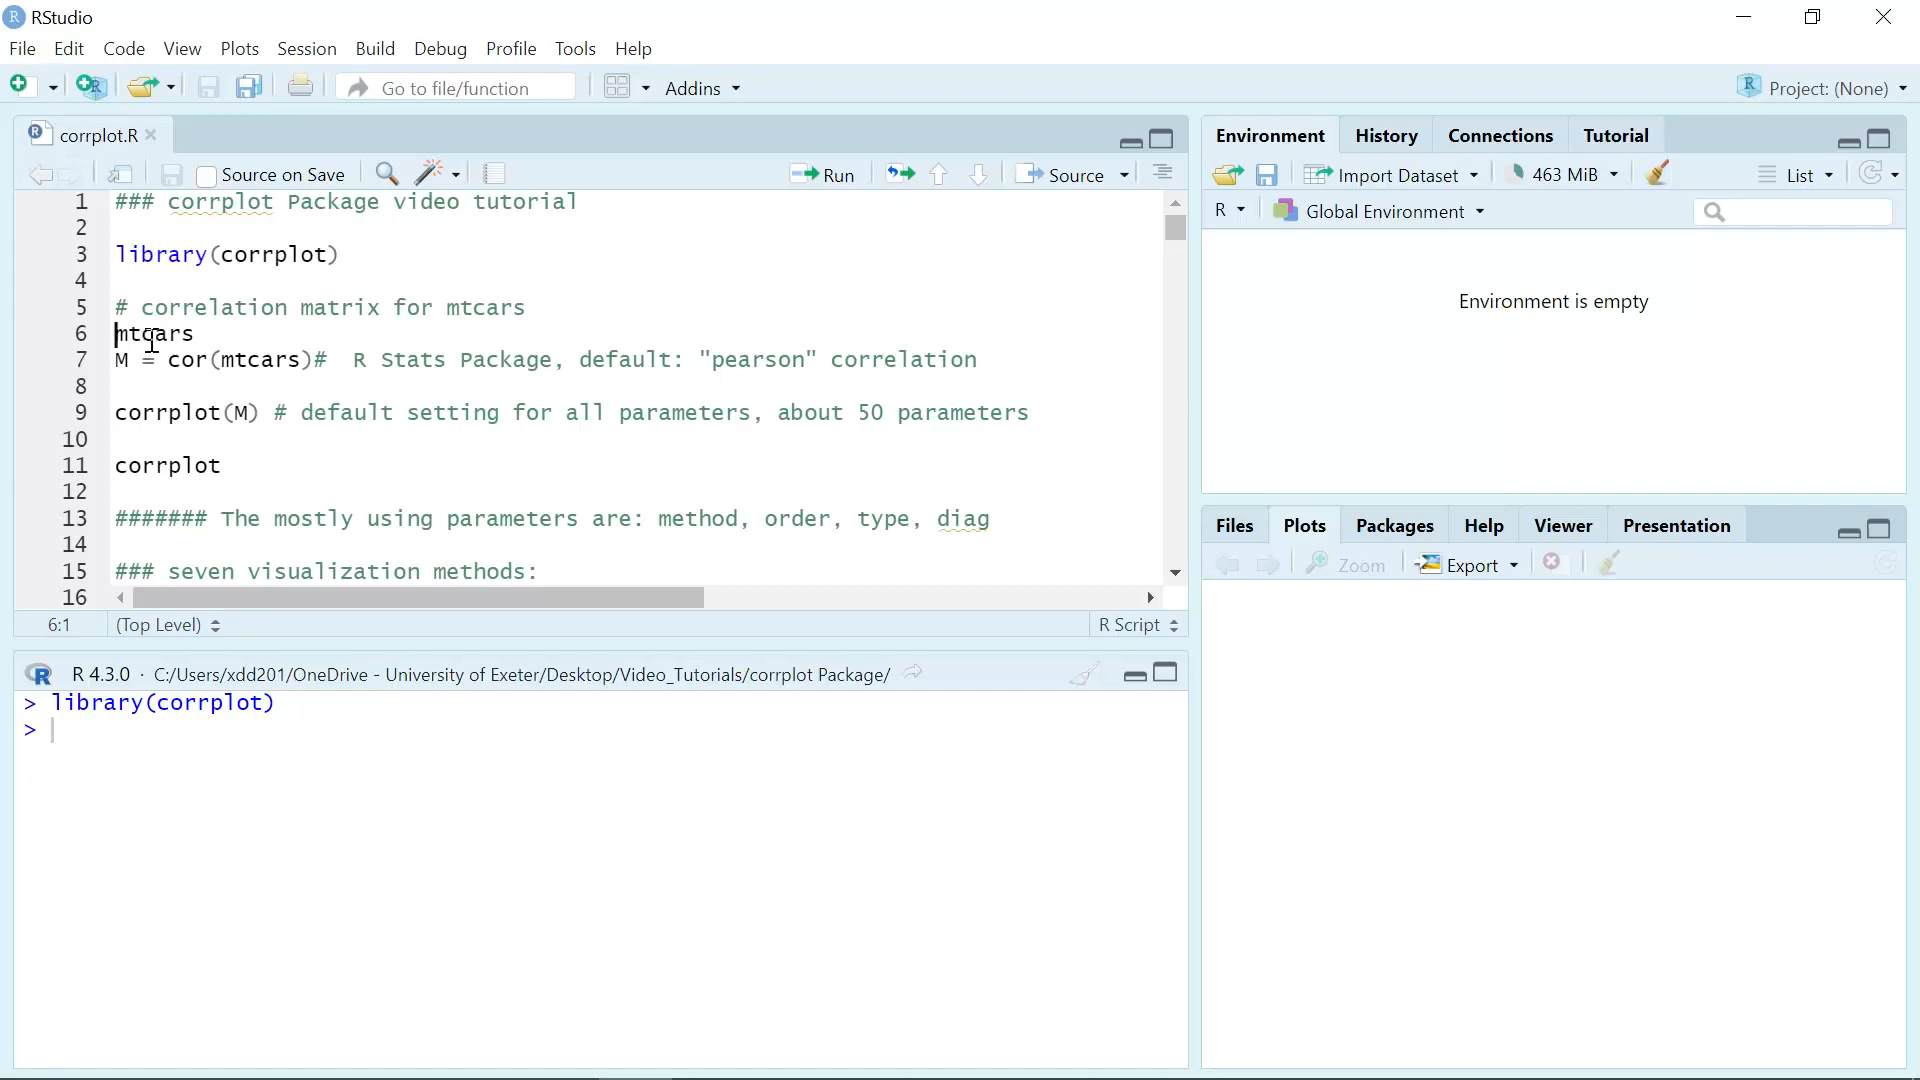 RStudio
File Edit Code View Plots Session Build Debug Profile Tools Help
Go to file/function Addins Project: (None)
corrplot.R
Source on Save Run Source
1 ### corrplot Package video tutorial
2
3 library(corrplot)
4
5 # correlation matrix for mtcars
6 mtcars
7 M = cor(mtcars)#  R Stats Package, default: "pearson" correlation
8
9 corrplot(M) # default setting for all parameters, about 50 parameters
10
11 corrplot
12
13 ####### The mostly using parameters are: method, order, type, diag
14
15 ### seven visualization methods:
16
6:1 (Top Level) R Script
R 4.3.0 · C:/Users/xdd201/OneDrive - University of Exeter/Desktop/Video_Tutorials/corrplot Package/
> library(corrplot)
>
Environment History Connections Tutorial
Import Dataset 463 MiB List
R Global Environment
Environment is empty
Files Plots Packages Help Viewer Presentation
Zoom Export